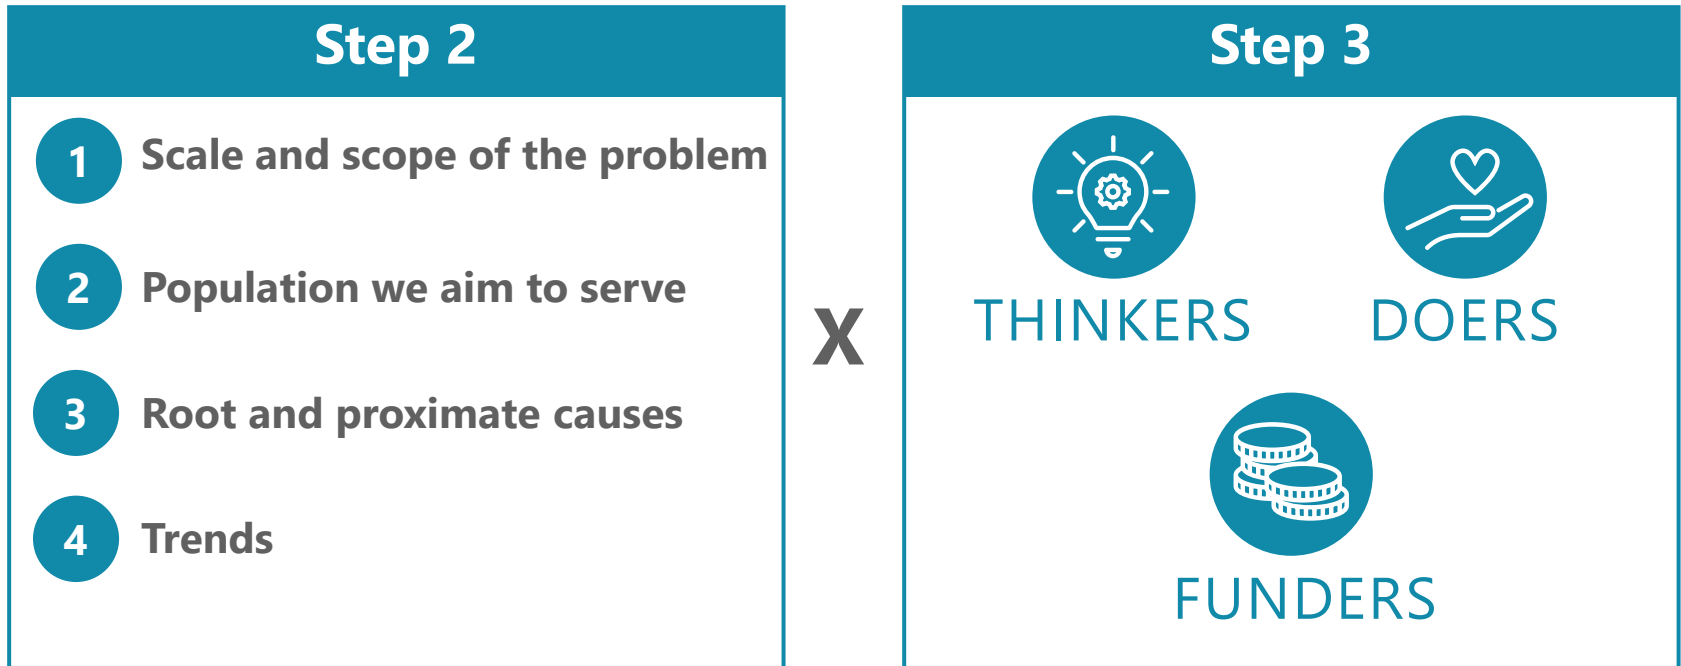 Step 2
1 Scale and scope of the problem
2 Population we aim to serve
3 Root and proximate causes
4 Trends
X
Step 3
THINKERS DOERS
FUNDERS